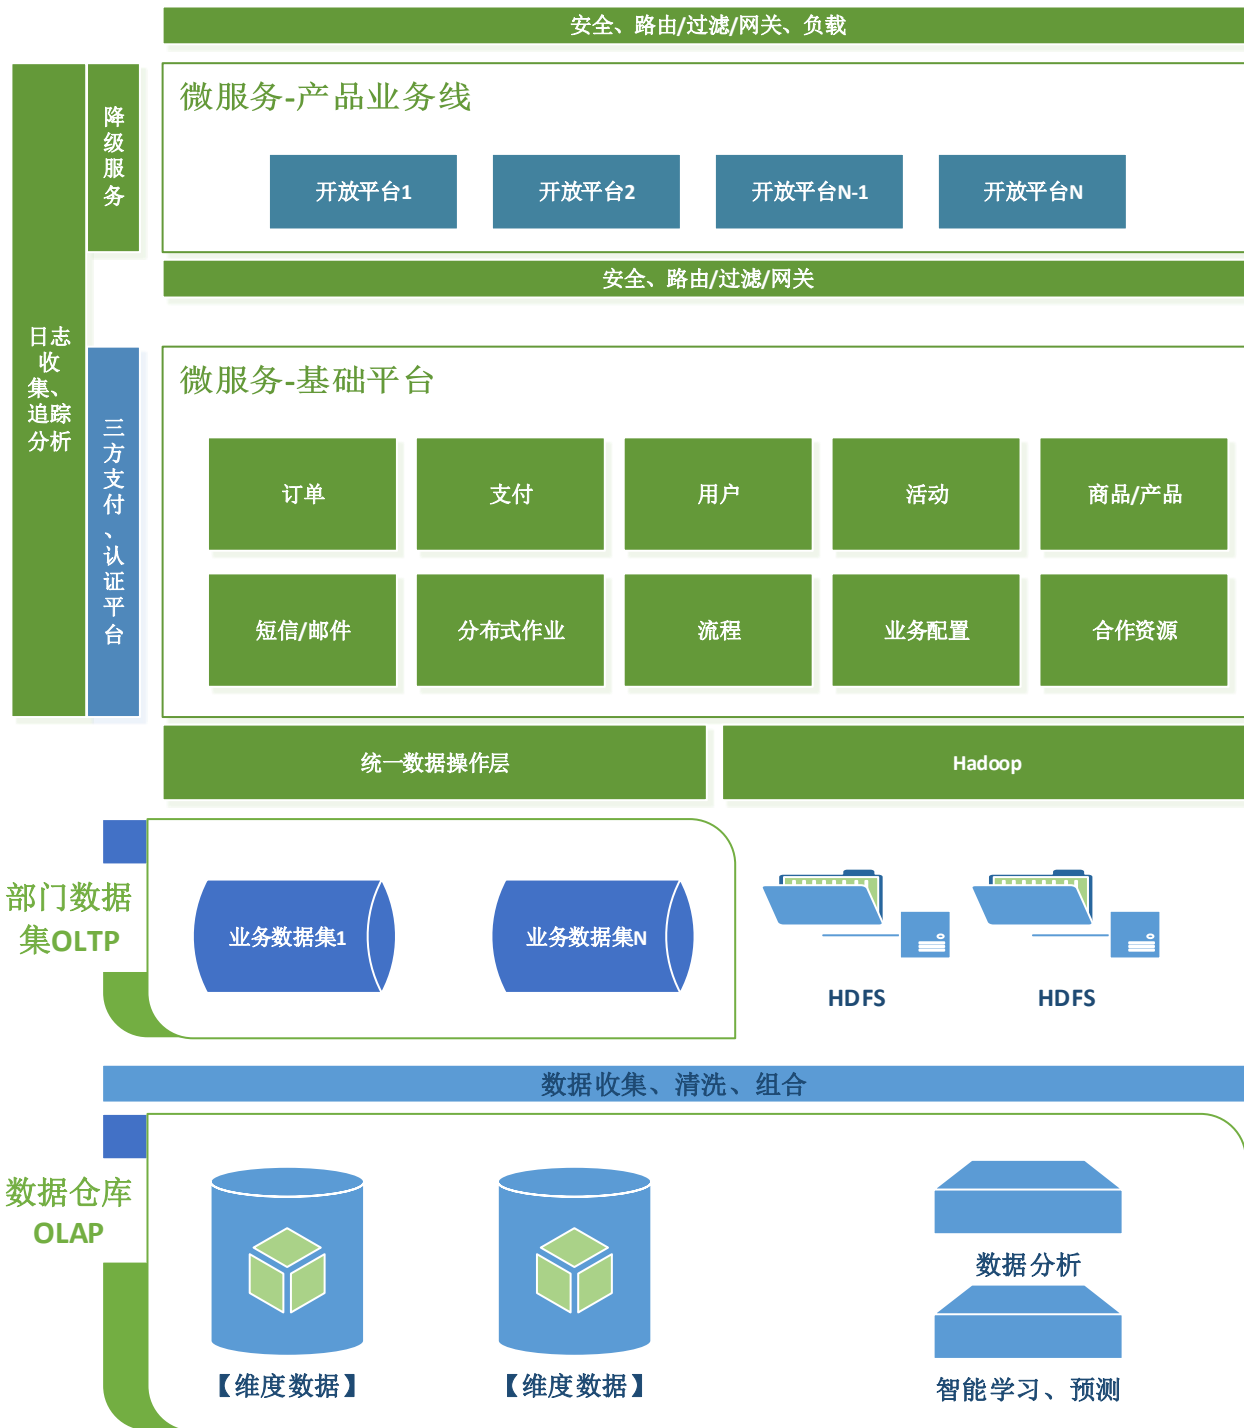 安全、路由/过滤/网关、负载
降
级
服
务
微服务-产品业务线
开放平台1
开放平台2
开放平台N-1
开放平台N
安全、路由/过滤/网关
日志
收
集、
追踪
分析
三
方
支
付
、
认
证
平
台
微服务-基础平台
订单
支付
用户
活动
商品/产品
短信/邮件
分布式作业
流程
业务配置
合作资源
统一数据操作层
Hadoop
部门数据
集OLTP
业务数据集1
业务数据集N
HDFS
HDFS
数据收集、清洗、组合
数据仓库
OLAP
【维度数据】
【维度数据】
数据分析
智能学习、预测